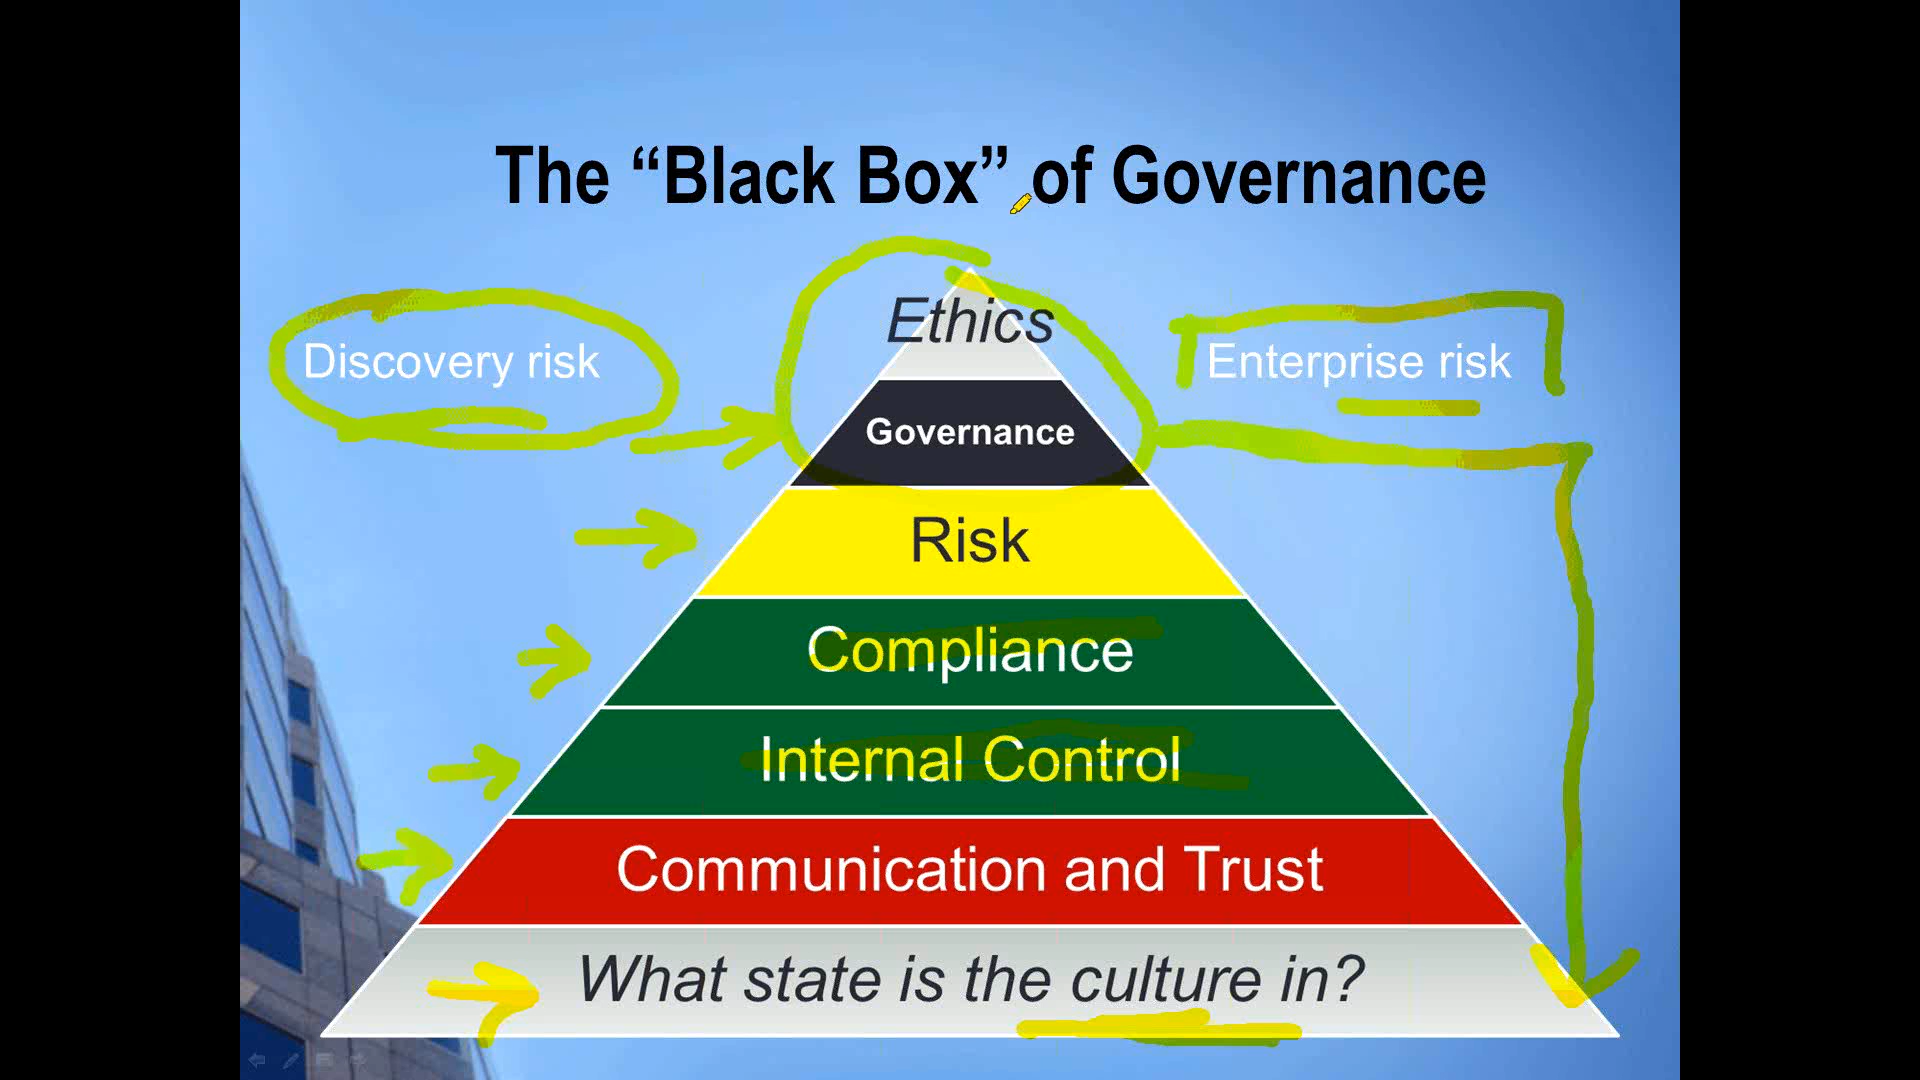 The “Black Box” of Governance
Ethics
Discovery risk
Enterprise risk
Governance
Risk
Compliance
Internal Control
Communication and Trust
What state is the culture in?